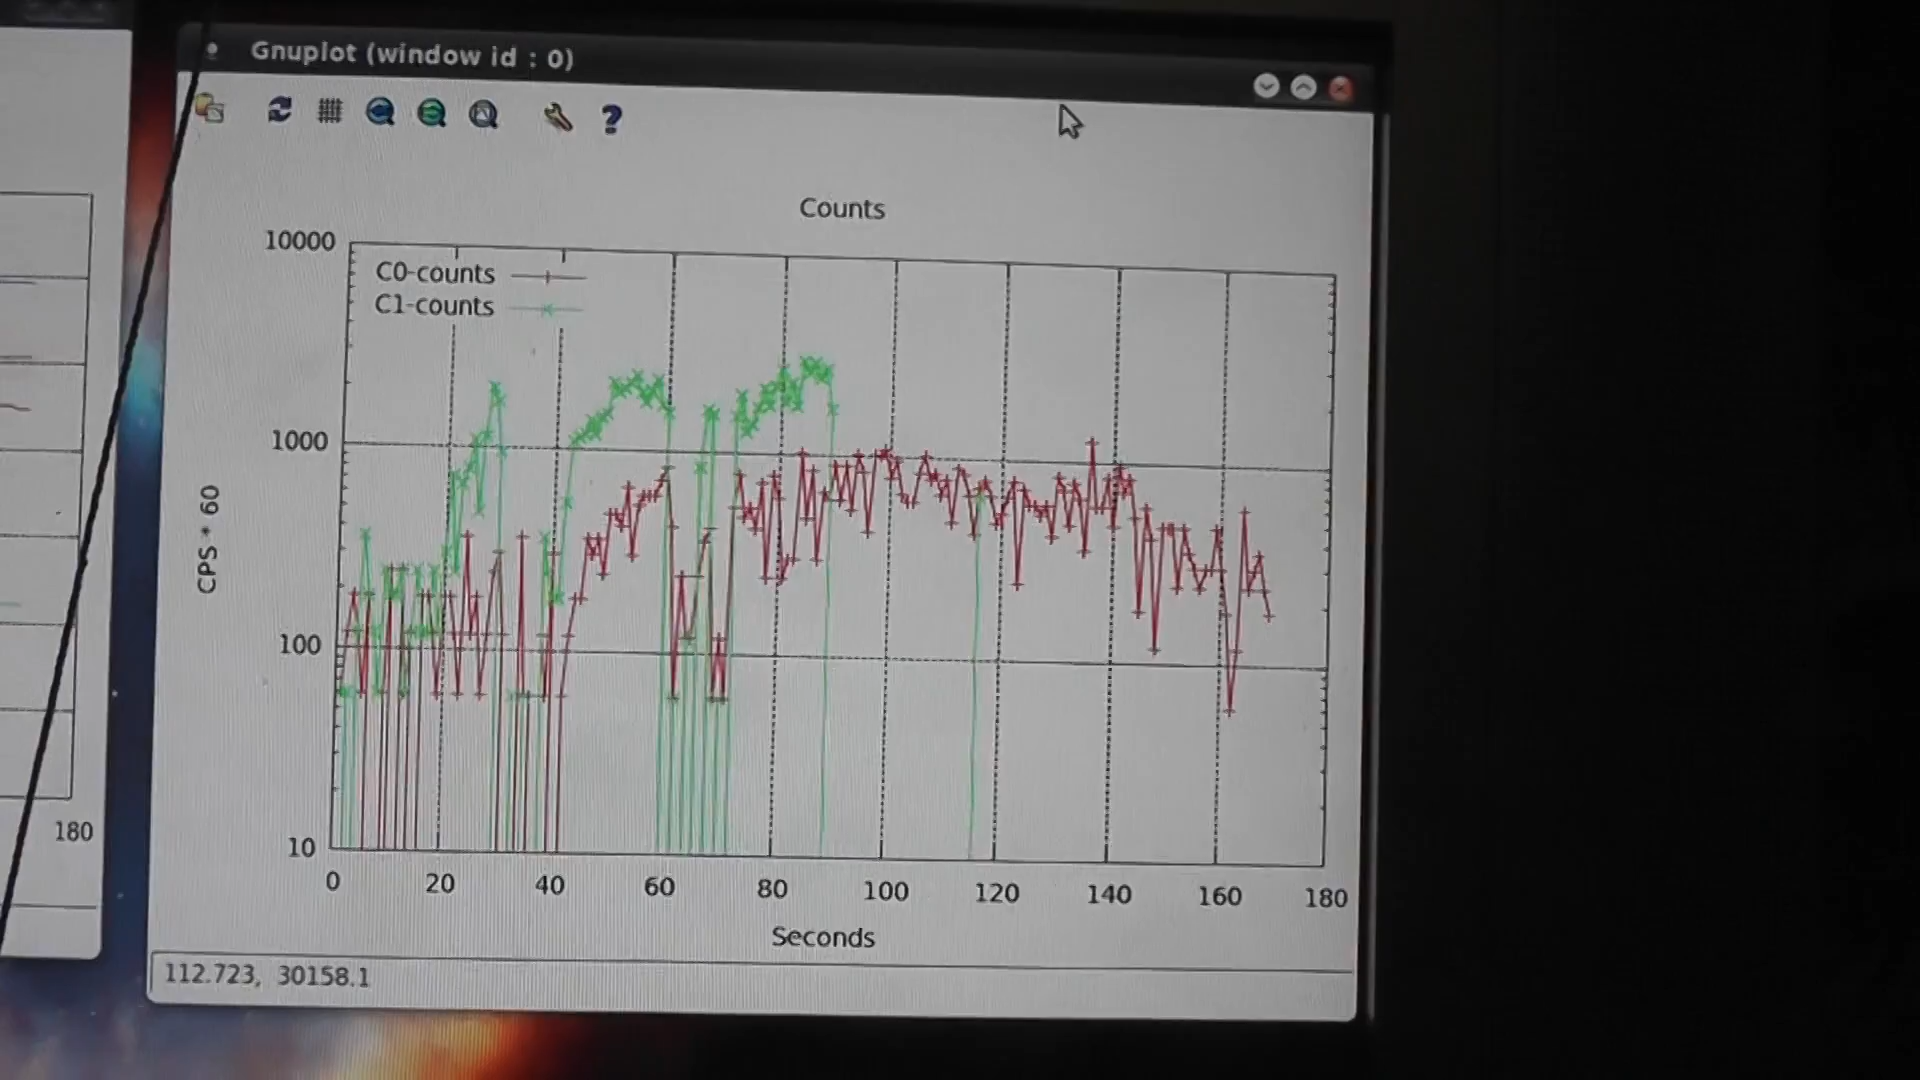 Gnuplot (window id : 0)
Counts
10000
C0-counts
C1-counts
1000
CPS * 60
100
10
0 20 40 60 80 100 120 140 160 180
Seconds
112.723, 30158.1
180